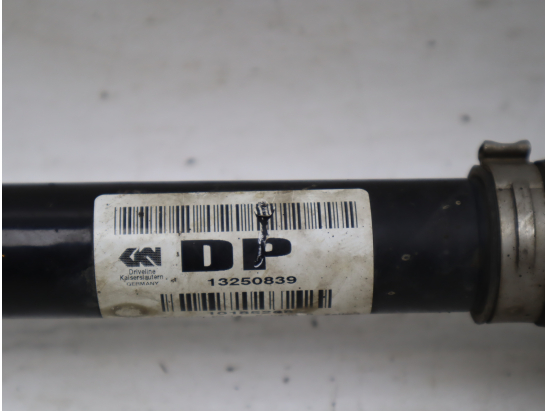 GKN
DP
Driveline
Kaiserslautern
GERMANY
13250839